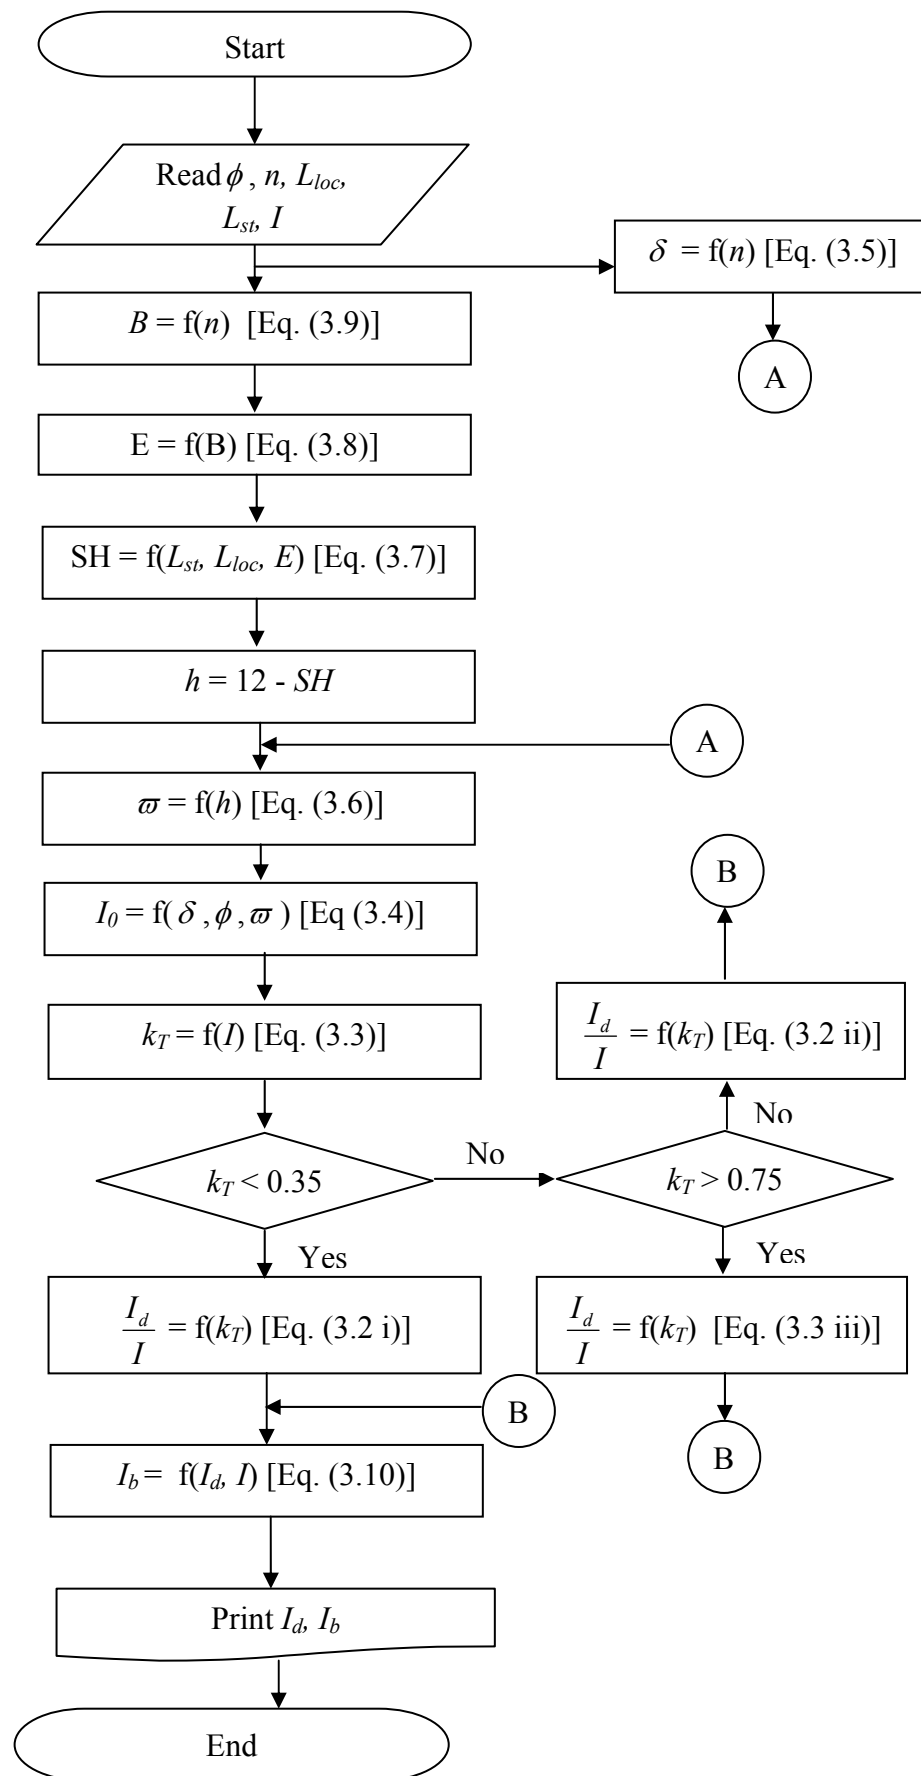 Start
Read ϕ , n, L_loc,
L_st, I
δ = f(n) [Eq. (3.5)]
B = f(n) [Eq. (3.9)]
A
E = f(B) [Eq. (3.8)]
SH = f(L_st, L_loc, E) [Eq. (3.7)]
h = 12 - SH
A
ϖ = f(h) [Eq. (3.6)]
B
I_0 = f( δ , ϕ , ϖ ) [Eq (3.4)]
k_T = f(I) [Eq. (3.3)]
I_d/I = f(k_T) [Eq. (3.2 ii)]
No
k_T < 0.35
No
k_T > 0.75
Yes
Yes
I_d/I = f(k_T) [Eq. (3.2 i)]
I_d/I = f(k_T) [Eq. (3.3 iii)]
B
B
I_b = f(I_d, I) [Eq. (3.10)]
Print I_d, I_b
End